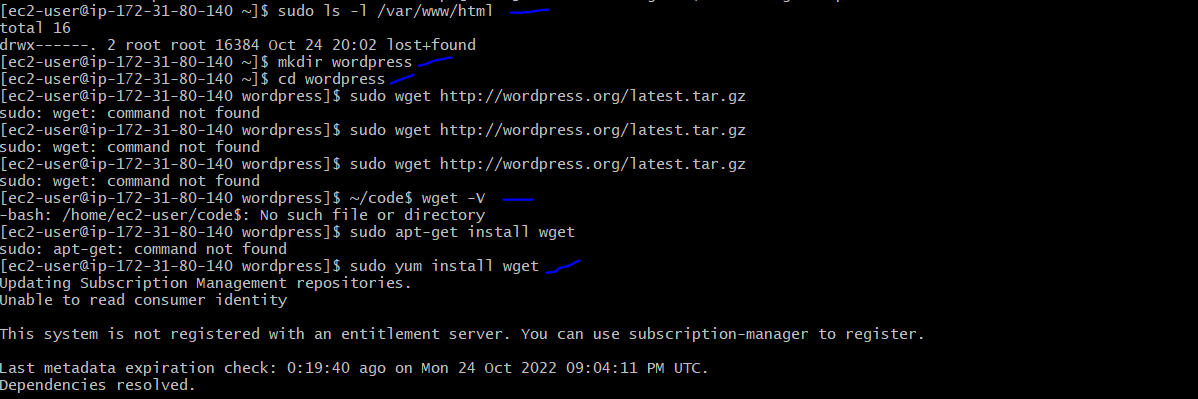 [ec2-user@ip-172-31-80-140 ~]$ sudo ls -l /var/www/html
total 16
drwx------. 2 root root 16384 Oct 24 20:02 lost+found
[ec2-user@ip-172-31-80-140 ~]$ mkdir wordpress
[ec2-user@ip-172-31-80-140 ~]$ cd wordpress
[ec2-user@ip-172-31-80-140 wordpress]$ sudo wget http://wordpress.org/latest.tar.gz
sudo: wget: command not found
[ec2-user@ip-172-31-80-140 wordpress]$ sudo wget http://wordpress.org/latest.tar.gz
sudo: wget: command not found
[ec2-user@ip-172-31-80-140 wordpress]$ sudo wget http://wordpress.org/latest.tar.gz
sudo: wget: command not found
[ec2-user@ip-172-31-80-140 wordpress]$ ~/code$ wget -V
-bash: /home/ec2-user/code$: No such file or directory
[ec2-user@ip-172-31-80-140 wordpress]$ sudo apt-get install wget
sudo: apt-get: command not found
[ec2-user@ip-172-31-80-140 wordpress]$ sudo yum install wget
Updating Subscription Management repositories.
Unable to read consumer identity
This system is not registered with an entitlement server. You can use subscription-manager to register.
Last metadata expiration check: 0:19:40 ago on Mon 24 Oct 2022 09:04:11 PM UTC.
Dependencies resolved.